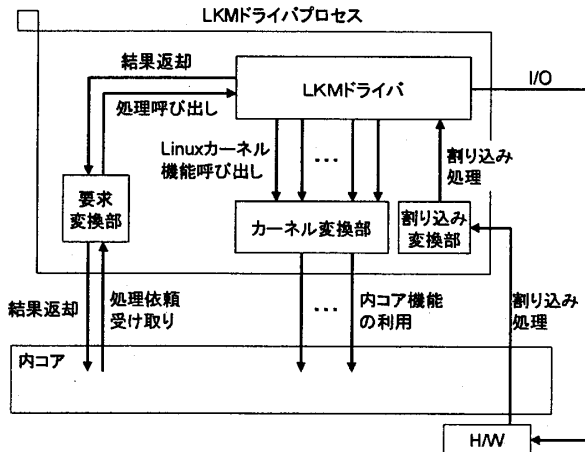 LKMドライバプロセス
結果返却
LKMドライバ
I/O
処理呼び出し
Linuxカーネル
機能呼び出し
...
割り込み
処理
要求
変換部
カーネル変換部
割り込み
変換部
結果返却
処理依頼
受け取り
...
内コア機能
の利用
割り込み
処理
内コア
H/W